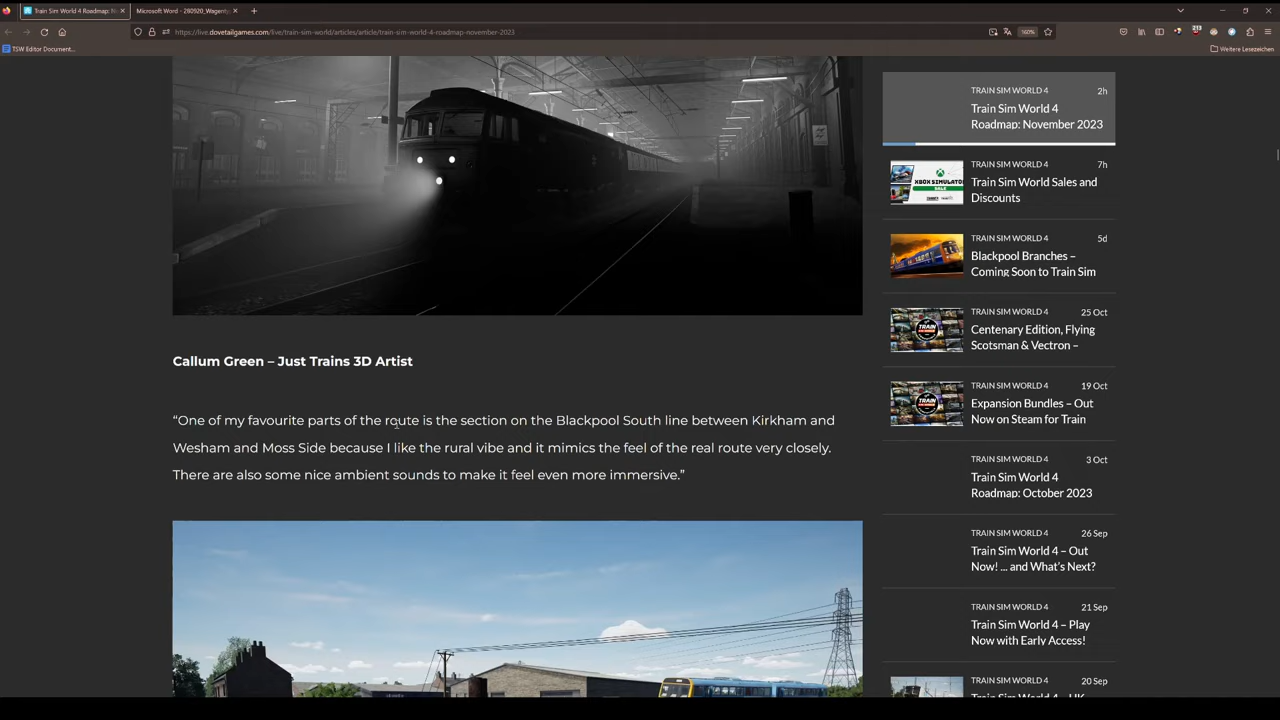 Train Sim World 4 Roadmap: N
Microsoft Word - 280920_Wagent
https://live.dovetailgames.com/live/train-sim-world/articles/article/train-sim-world-4-roadmap-november-2023
160%
TSW Editor Document...
Weitere Lesezeichen
Callum Green – Just Trains 3D Artist
“One of my favourite parts of the route is the section on the Blackpool South line between Kirkham and
Wesham and Moss Side because I like the rural vibe and it mimics the feel of the real route very closely.
There are also some nice ambient sounds to make it feel even more immersive.”
TRAIN SIM WORLD 4 2h
Train Sim World 4
Roadmap: November 2023
TRAIN SIM WORLD 4 7h
Train Sim World Sales and
Discounts
XBOX SIMULATOR
SALE
TRAIN SIM WORLD 4 5d
Blackpool Branches –
Coming Soon to Train Sim
TRAIN SIM WORLD 4 25 Oct
Centenary Edition, Flying
Scotsman & Vectron –
TRAIN SIM WORLD 4 19 Oct
Expansion Bundles – Out
Now on Steam for Train
TRAIN SIM WORLD 4 3 Oct
Train Sim World 4
Roadmap: October 2023
TRAIN SIM WORLD 4 26 Sep
Train Sim World 4 – Out
Now! ... and What’s Next?
TRAIN SIM WORLD 4 21 Sep
Train Sim World 4 – Play
Now with Early Access!
TRAIN SIM WORLD 4 20 Sep
Train Sim World 4 – UK